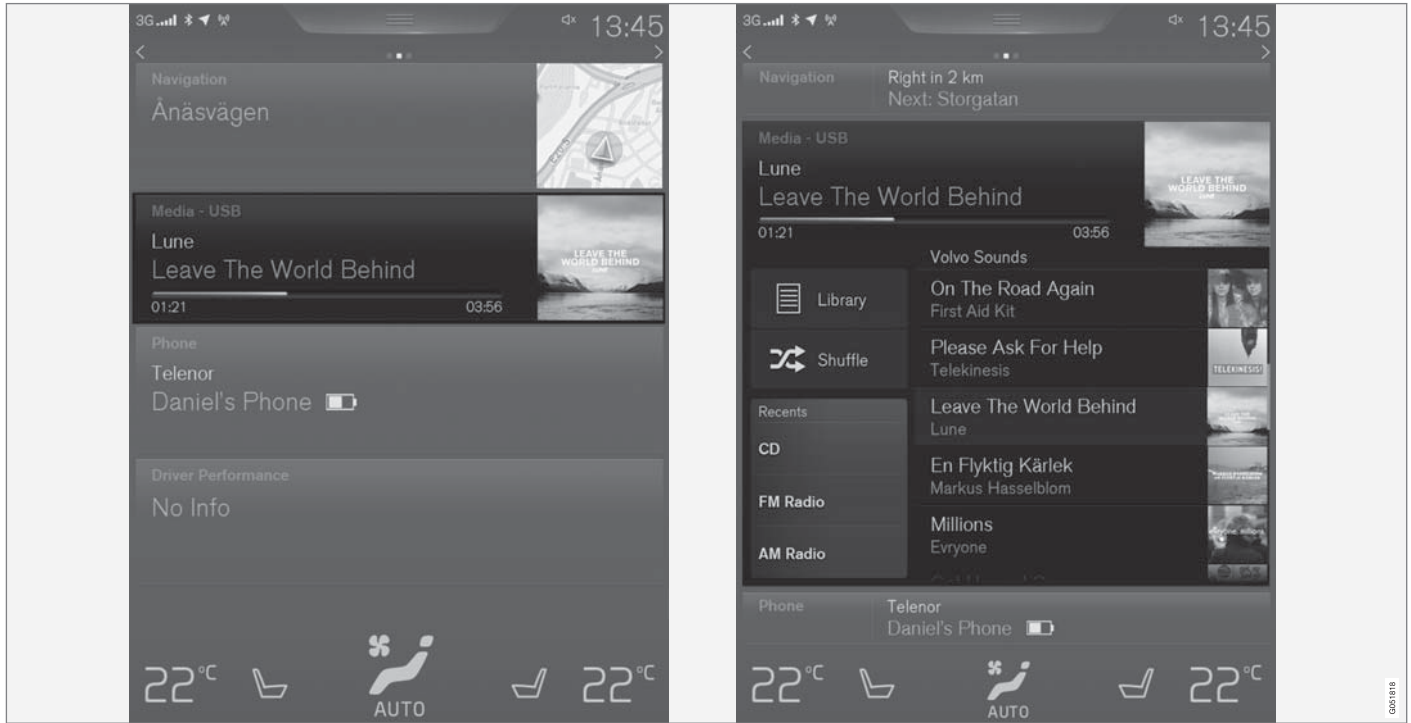 3G
13:45
Navigation
Ånäsvägen
Media - USB
Lune
Leave The World Behind
01:21
03:56
LEAVE THE
WORLD BEHIND
LUNE
Phone
Telenor
Daniel's Phone
Driver Performance
No Info
22°C
AUTO
22°C
3G
13:45
Navigation
Right in 2 km
Next: Storgatan
Media - USB
Lune
Leave The World Behind
01:21
03:56
LEAVE THE
WORLD BEHIND
LUNE
Library
Shuffle
Recents
CD
FM Radio
AM Radio
Volvo Sounds
On The Road Again
First Aid Kit
Please Ask For Help
Telekinesis
TELEKINESIS!
Leave The World Behind
Lune
En Flyktig Kärlek
Markus Hasselblom
Millions
Evryone
Phone
Telenor
Daniel's Phone
22°C
AUTO
22°C
G051818